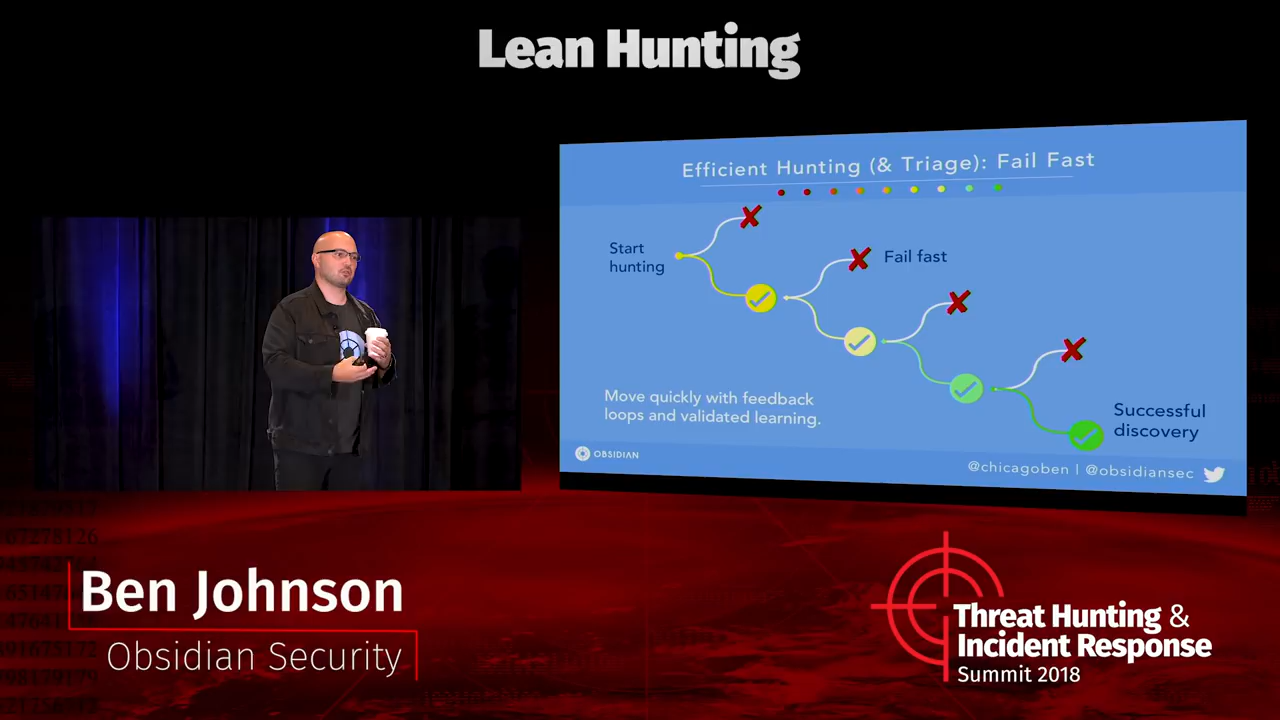 Lean Hunting
Efficient Hunting (& Triage): Fail Fast
Start
hunting
Fail fast
Move quickly with feedback
loops and validated learning.
Successful
discovery
OBSIDIAN
@chicagoben | @obsidiansec
67278126
Ben Johnson
Obsidian Security
Threat Hunting &
Incident Response
Summit 2018